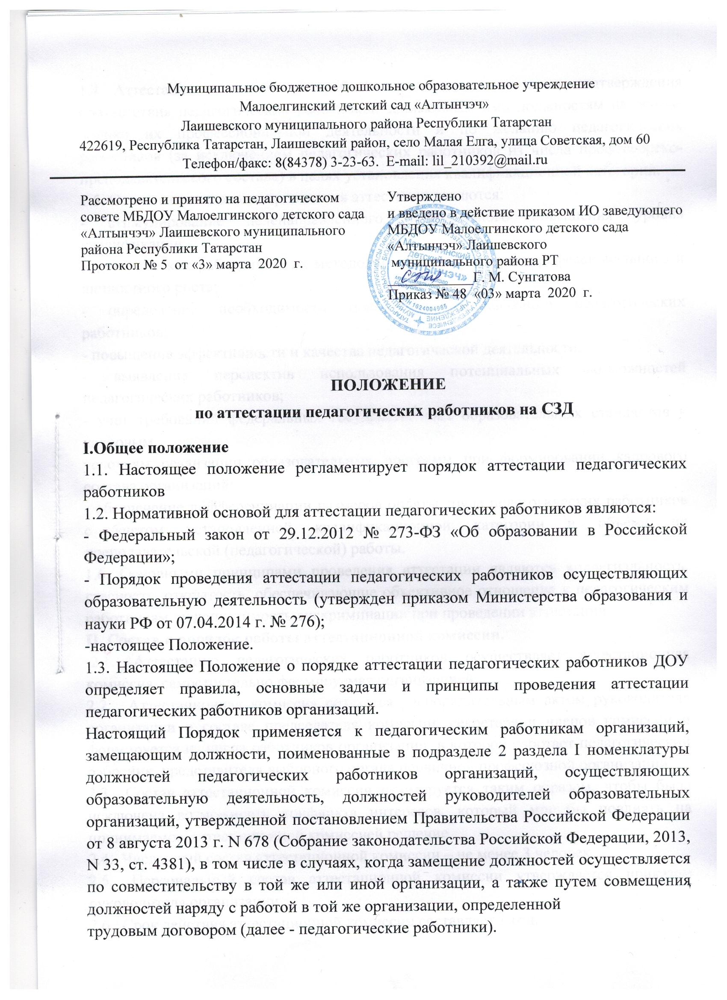 Муниципальное бюджетное дошкольное образовательное учреждение
Малоелгинский детский сад «Алтынчэч»
Лаишевского муниципального района Республики Татарстан
422619, Республика Татарстан, Лаишевский район, село Малая Елга, улица Советская, дом 60
Телефон/факс: 8(84378) 3-23-63.  E-mail: lil_210392@mail.ru
Рассмотрено и принято на педагогическом
совете МБДОУ Малоелгинского детского сада
«Алтынчэч» Лаишевского муниципального
района Республики Татарстан
Протокол № 5  от «3» марта  2020  г.
Утверждено
и введено в действие приказом ИО заведующего
МБДОУ Малоелгинского детского сада
«Алтынчэч» Лаишевского
муниципального района РТ
Г. М. Сунгатова
Приказ № 48  «03» марта  2020  г.
Малоелгинский
детский сад
«Алтынчэч»
Лаишевского
муниципального района
Республики Татарстан
ИНН 1624004985
ПОЛОЖЕНИЕ
по аттестации педагогических работников на СЗД
I.Общее положение
1.1. Настоящее положение регламентирует порядок аттестации педагогических
работников
1.2. Нормативной основой для аттестации педагогических работников являются:
- Федеральный закон от 29.12.2012 № 273-ФЗ «Об образовании в Российской
Федерации»;
- Порядок проведения аттестации педагогических работников осуществляющих
образовательную деятельность (утвержден приказом Министерства образования и
науки РФ от 07.04.2014 г. № 276);
-настоящее Положение.
1.3. Настоящее Положение о порядке аттестации педагогических работников ДОУ
определяет правила, основные задачи и принципы проведения аттестации
педагогических работников организаций.
Настоящий Порядок применяется к педагогическим работникам организаций,
замещающим должности, поименованные в подразделе 2 раздела I номенклатуры
должностей педагогических работников организаций, осуществляющих
образовательную деятельность, должностей руководителей образовательных
организаций, утвержденной постановлением Правительства Российской Федерации
от 8 августа 2013 г. N 678 (Собрание законодательства Российской Федерации, 2013,
N 33, ст. 4381), в том числе в случаях, когда замещение должностей осуществляется
по совместительству в той же или иной организации, а также путем совмещения
должностей наряду с работой в той же организации, определенной
трудовым договором (далее - педагогические работники).